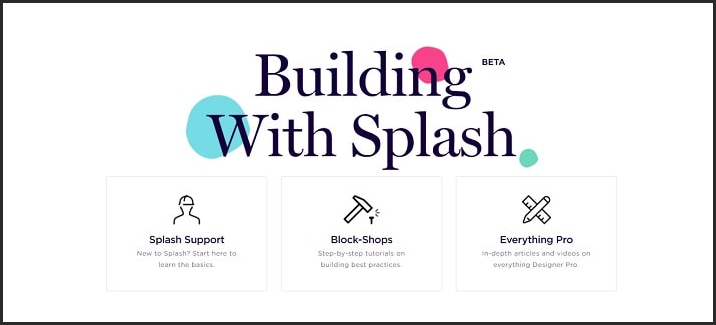 Building
BETA
With Splash
Splash Support
New to Splash? Start here to
learn the basics.
Block-Shops
Step-by-step tutorials on
building best practices.
Everything Pro
In-depth articles and videos on
everything Designer Pro.